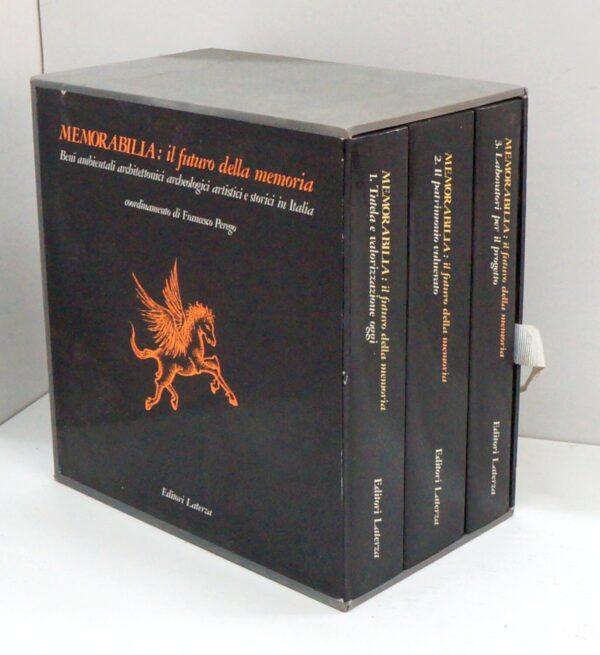 MEMORABILIA: il futuro della memoria
Beni ambientali architettonici archeologici artistici e storici in Italia
coordinamento di Francesco Perego
Editori Laterza
MEMORABILIA: il futuro della memoria
1. Tutela e valorizzazione oggi
Editori Laterza
MEMORABILIA: il futuro della memoria
2. Il patrimonio vulnerato
Editori Laterza
MEMORABILIA: il futuro della memoria
3. Laboratori per il progetto
Editori Laterza